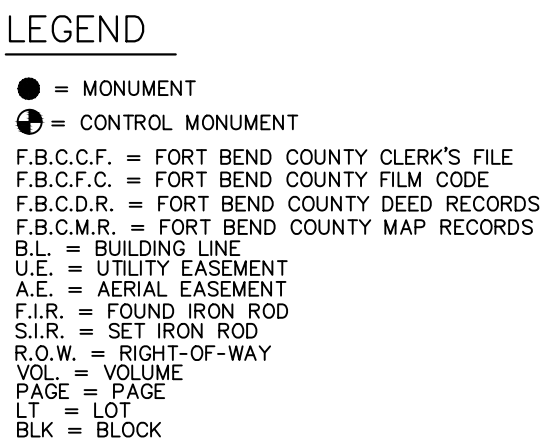 LEGEND
= MONUMENT
= CONTROL MONUMENT
F.B.C.C.F. = FORT BEND COUNTY CLERK'S FILE
F.B.C.F.C. = FORT BEND COUNTY FILM CODE
F.B.C.D.R. = FORT BEND COUNTY DEED RECORDS
F.B.C.M.R. = FORT BEND COUNTY MAP RECORDS
B.L. = BUILDING LINE
U.E. = UTILITY EASEMENT
A.E. = AERIAL EASEMENT
F.I.R. = FOUND IRON ROD
S.I.R. = SET IRON ROD
R.O.W. = RIGHT-OF-WAY
VOL. = VOLUME
PAGE = PAGE
LT = LOT
BLK = BLOCK